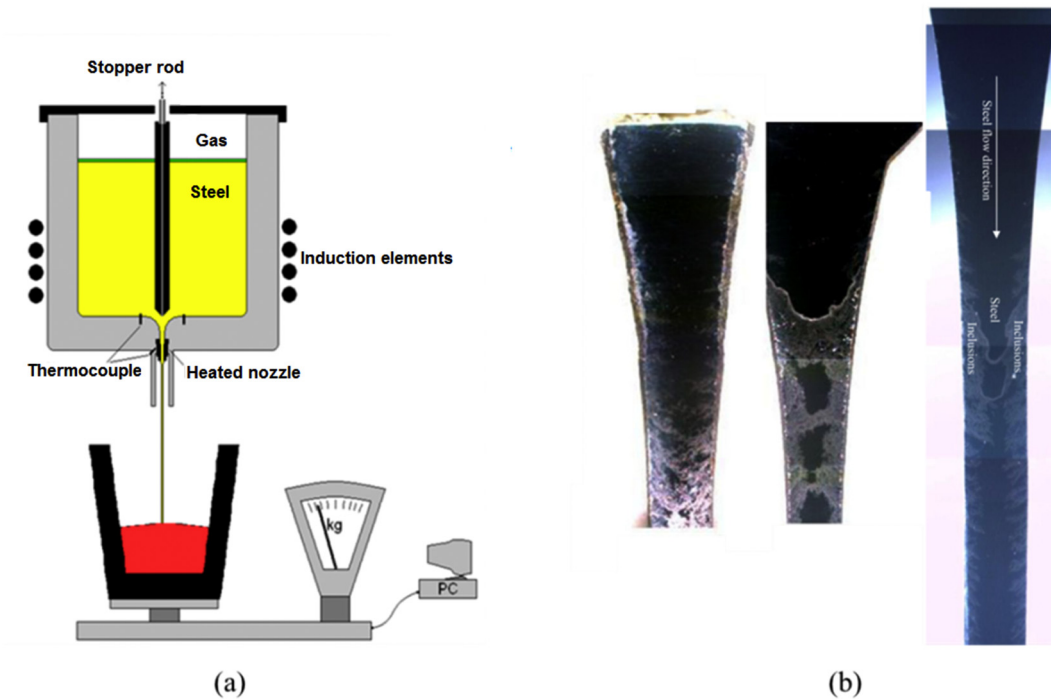 Stopper rod
Gas
Steel
Induction elements
Thermocouple
Heated nozzle
kg
PC
(a)
Steel flow direction
Steel
Inclusions
Inclusions
(b)